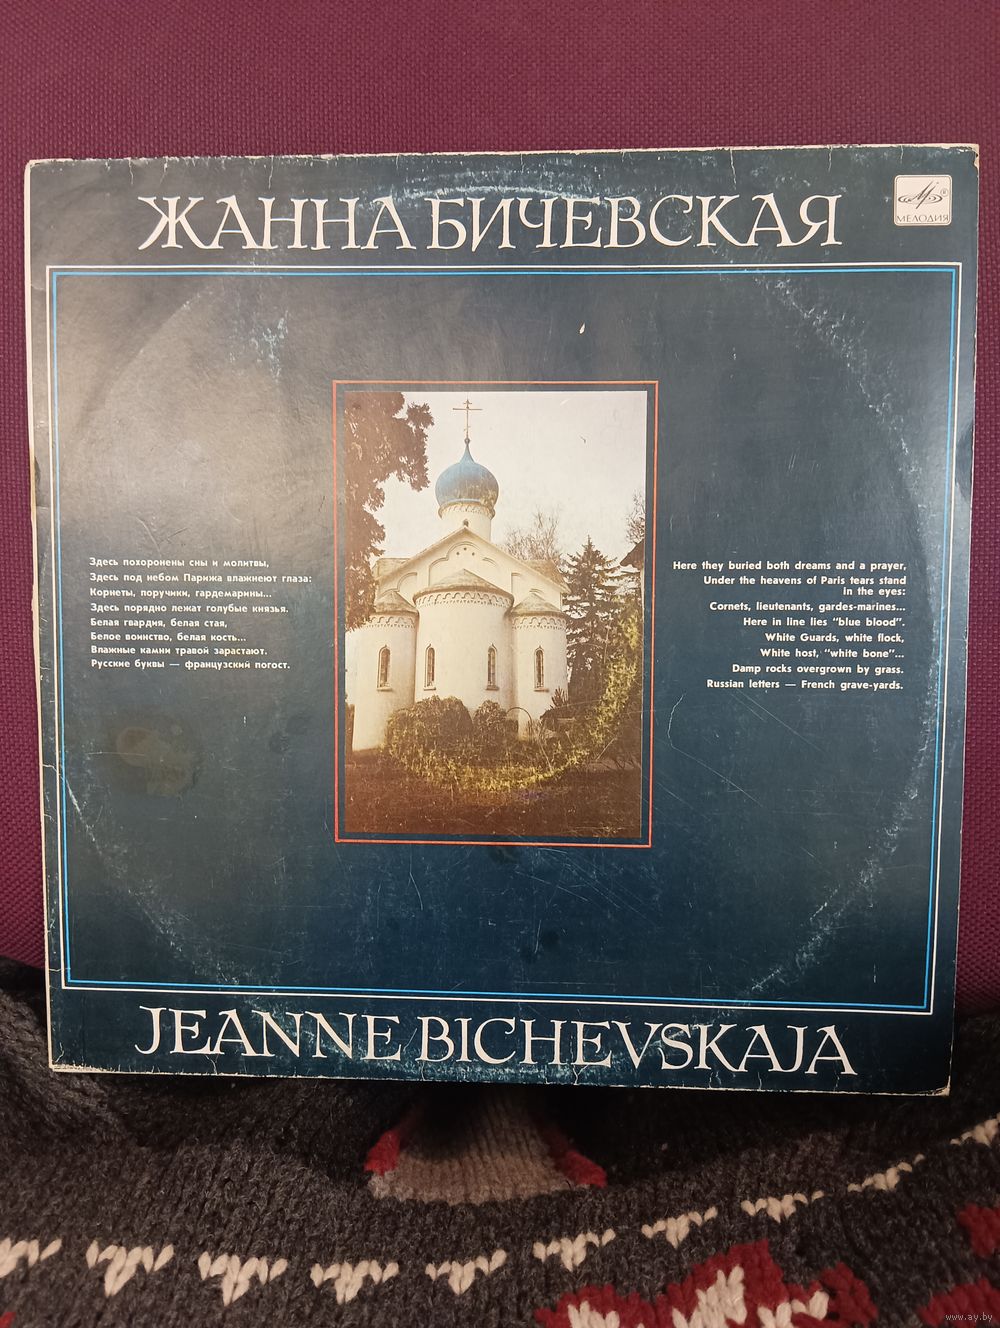 ЖАННА БИЧЕВСКАЯ
МЕЛОДИЯ
Здесь похоронены сны и молитвы,
Здесь под небом Парижа влажнеют глаза:
Корнеты, поручики, гардемарины...
Здесь порядно лежат голубые князья.
Белая гвардия, белая стая,
Белое воинство, белая кость...
Влажные камни травой зарастают.
Русские буквы — французский погост.
Here they buried both dreams and a prayer,
Under the heavens of Paris tears stand
in the eyes:
Cornets, lieutenants, gardes-marines...
Here in line lies "blue blood".
White Guards, white flock,
White host, "white bone"...
Damp rocks overgrown by grass.
Russian letters — French grave-yards.
JEANNE BICHEVSKAJA
www.ay.by